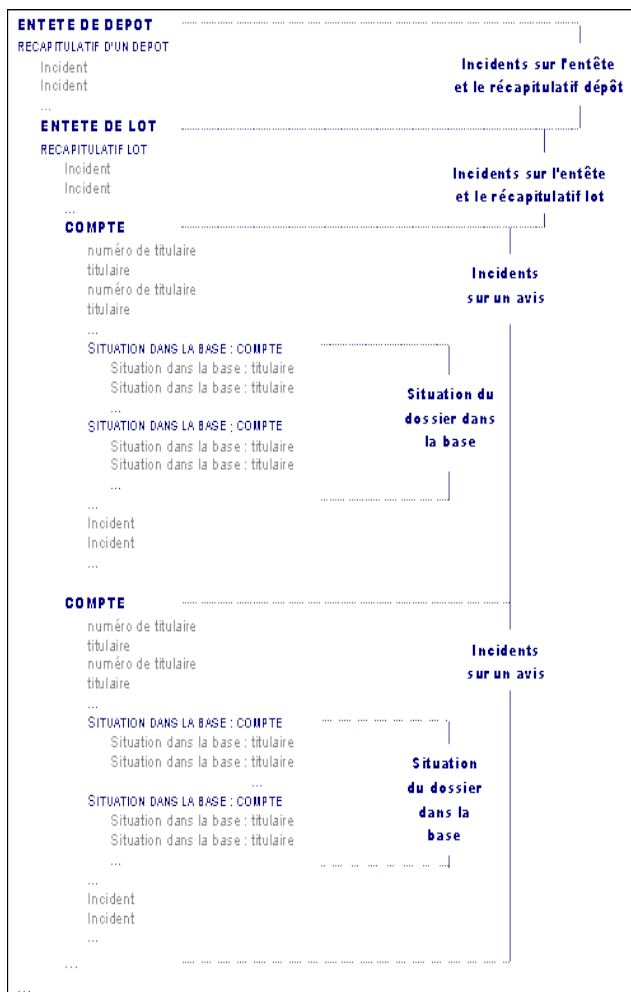 ENTETE DE DEPOT
RECAPITULATIF D'UN DEPOT
Incident
Incident
...
Incidents sur l'entête
et le récapitulatif dépôt
ENTETE DE LOT
RECAPITULATIF LOT
Incident
Incident
...
Incidents sur l'entête
et le récapitulatif lot
COMPTE
numéro de titulaire
titulaire
numéro de titulaire
titulaire
...
Incidents
sur un avis
SITUATION DANS LA BASE : COMPTE
Situation dans la base : titulaire
Situation dans la base : titulaire
...
SITUATION DANS LA BASE : COMPTE
Situation dans la base : titulaire
Situation dans la base : titulaire
...
Situation du
dossier dans
la base
...
Incident
Incident
...
COMPTE
numéro de titulaire
titulaire
numéro de titulaire
titulaire
...
Incidents
sur un avis
SITUATION DANS LA BASE : COMPTE
Situation dans la base : titulaire
Situation dans la base : titulaire
...
SITUATION DANS LA BASE : COMPTE
Situation dans la base : titulaire
Situation dans la base : titulaire
...
Situation
du dossier
dans la
base
...
Incident
Incident
...
...
...